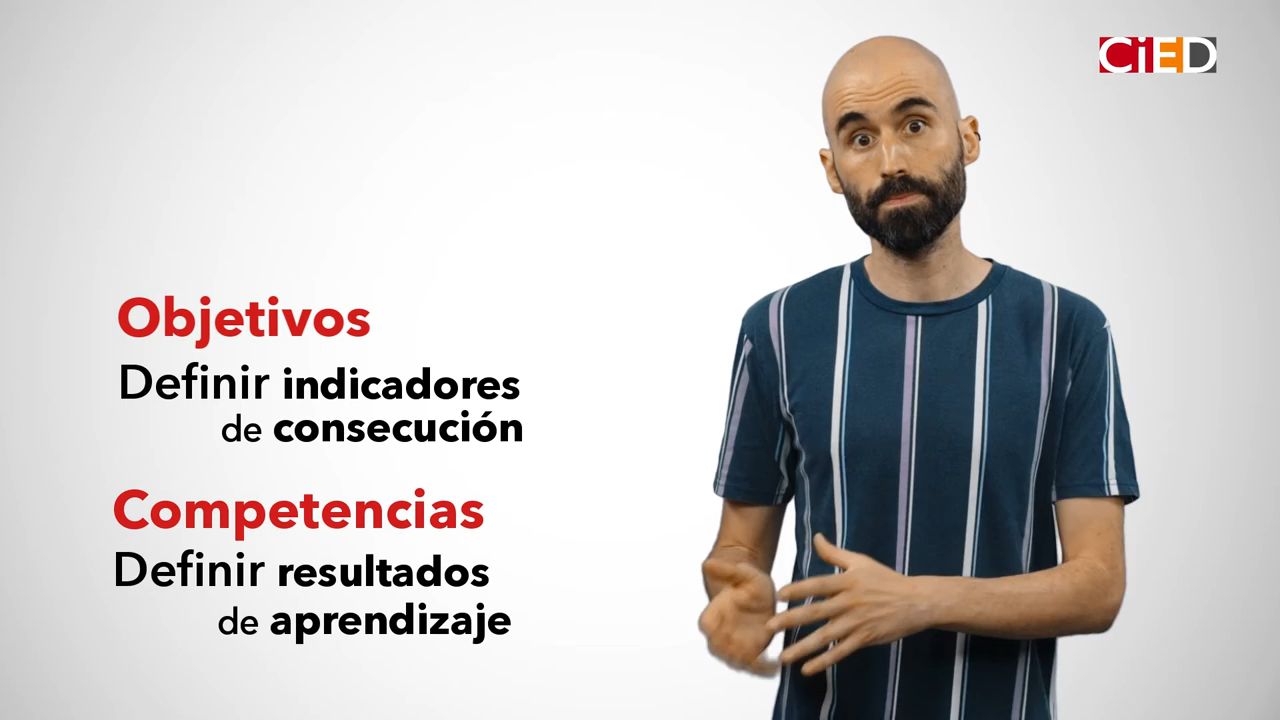 CiED
Objetivos
Definir indicadores
de consecución
Competencias
Definir resultados
de aprendizaje